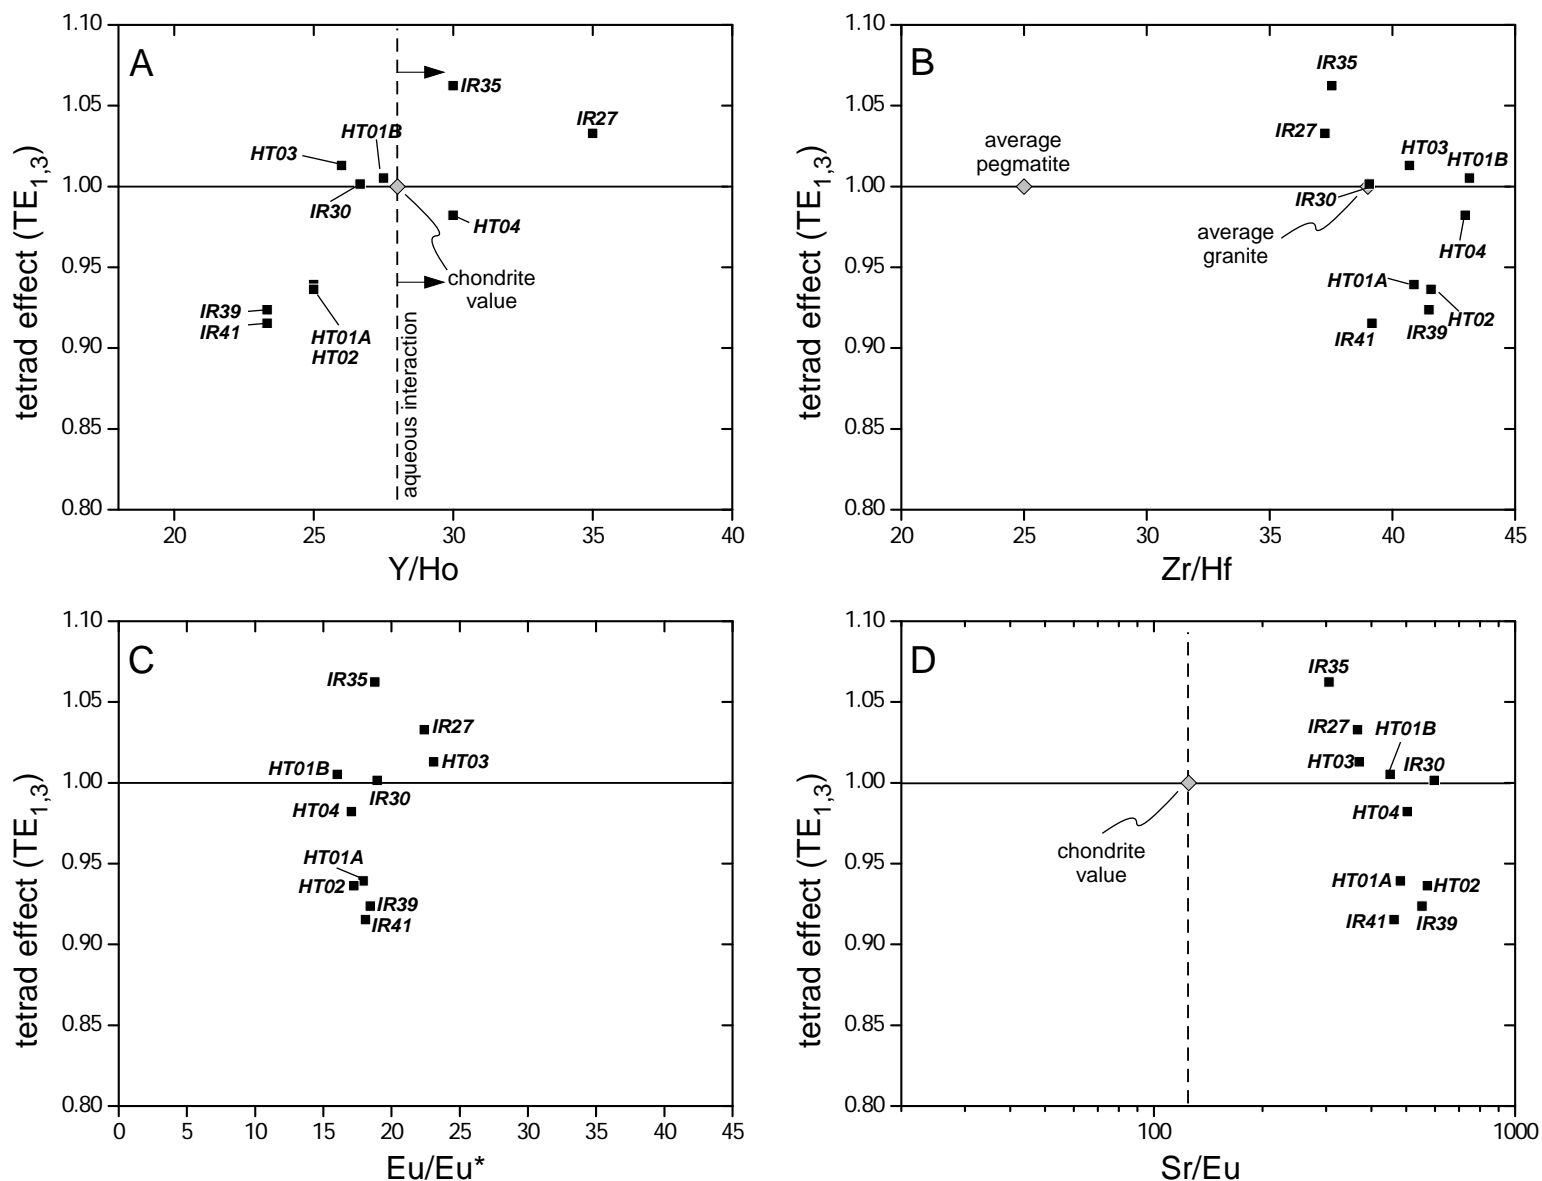 A
1.10
1.05
1.00
0.95
0.90
0.85
0.80
tetrad effect (TE1,3)
20
25
30
35
40
Y/Ho
IR35
IR27
HT01B
HT03
IR30
HT04
chondrite
value
IR39
IR41
HT01A
HT02
aqueous interaction
B
1.10
1.05
1.00
0.95
0.90
0.85
0.80
tetrad effect (TE1,3)
20
25
30
35
40
45
Zr/Hf
IR35
IR27
average
pegmatite
HT03
HT01B
IR30
average
granite
HT04
HT01A
HT02
IR39
IR41
C
1.10
1.05
1.00
0.95
0.90
0.85
0.80
tetrad effect (TE1,3)
0
5
10
15
20
25
30
35
40
45
Eu/Eu*
IR35
IR27
HT03
HT01B
IR30
HT04
HT01A
HT02
IR39
IR41
D
1.10
1.05
1.00
0.95
0.90
0.85
0.80
tetrad effect (TE1,3)
100
1000
Sr/Eu
IR35
IR27
HT01B
HT03
IR30
HT04
chondrite
value
HT01A
HT02
IR41
IR39